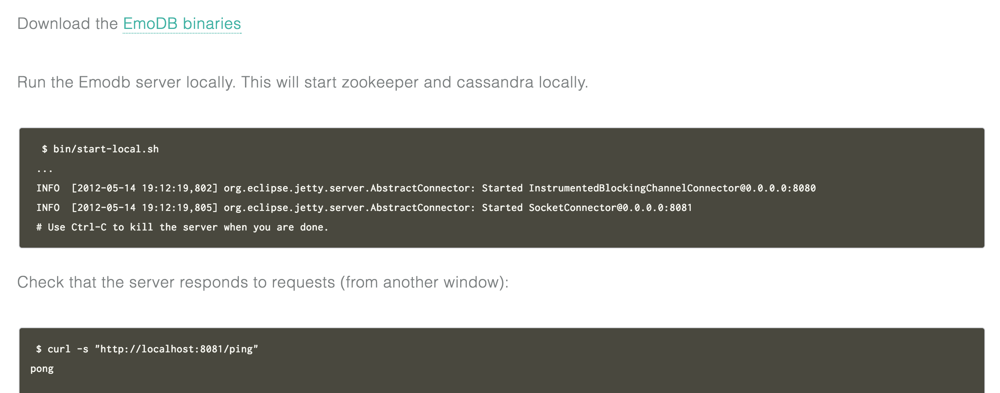 Download the EmoDB binaries
Run the Emodb server locally. This will start zookeeper and cassandra locally.
$ bin/start-local.sh
...
INFO  [2012-05-14 19:12:19,802] org.eclipse.jetty.server.AbstractConnector: Started InstrumentedBlockingChannelConnector@0.0.0.0:8080
INFO  [2012-05-14 19:12:19,805] org.eclipse.jetty.server.AbstractConnector: Started SocketConnector@0.0.0.0:8081
# Use Ctrl-C to kill the server when you are done.
Check that the server responds to requests (from another window):
$ curl -s "http://localhost:8081/ping"
pong